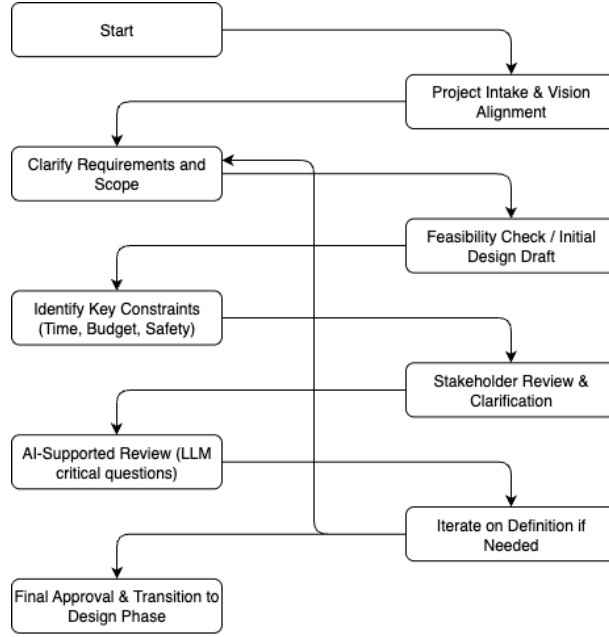 Start
Project Intake & Vision
Alignment
Clarify Requirements and
Scope
Feasibility Check / Initial
Design Draft
Identify Key Constraints
(Time, Budget, Safety)
Stakeholder Review &
Clarification
AI-Supported Review (LLM
critical questions)
Iterate on Definition if
Needed
Final Approval & Transition to
Design Phase